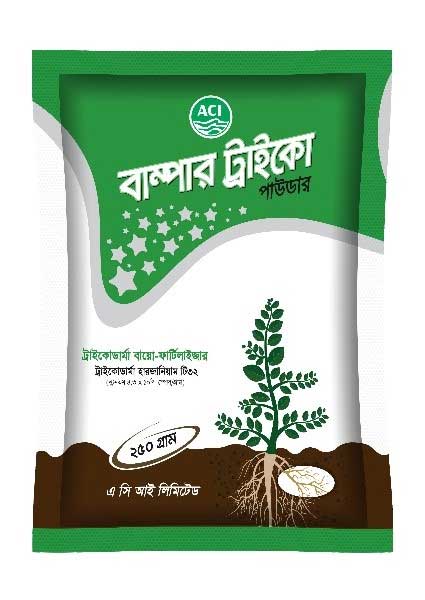 ACI
বাম্পার ট্রাইকো
পাউডার
ট্রাইকোডার্মা বায়ো-ফার্টিলাইজার
ট্রাইকোডার্মা হারজানিয়াম টি৩২
২৫০ গ্রাম
এ সি আই লিমিটেড